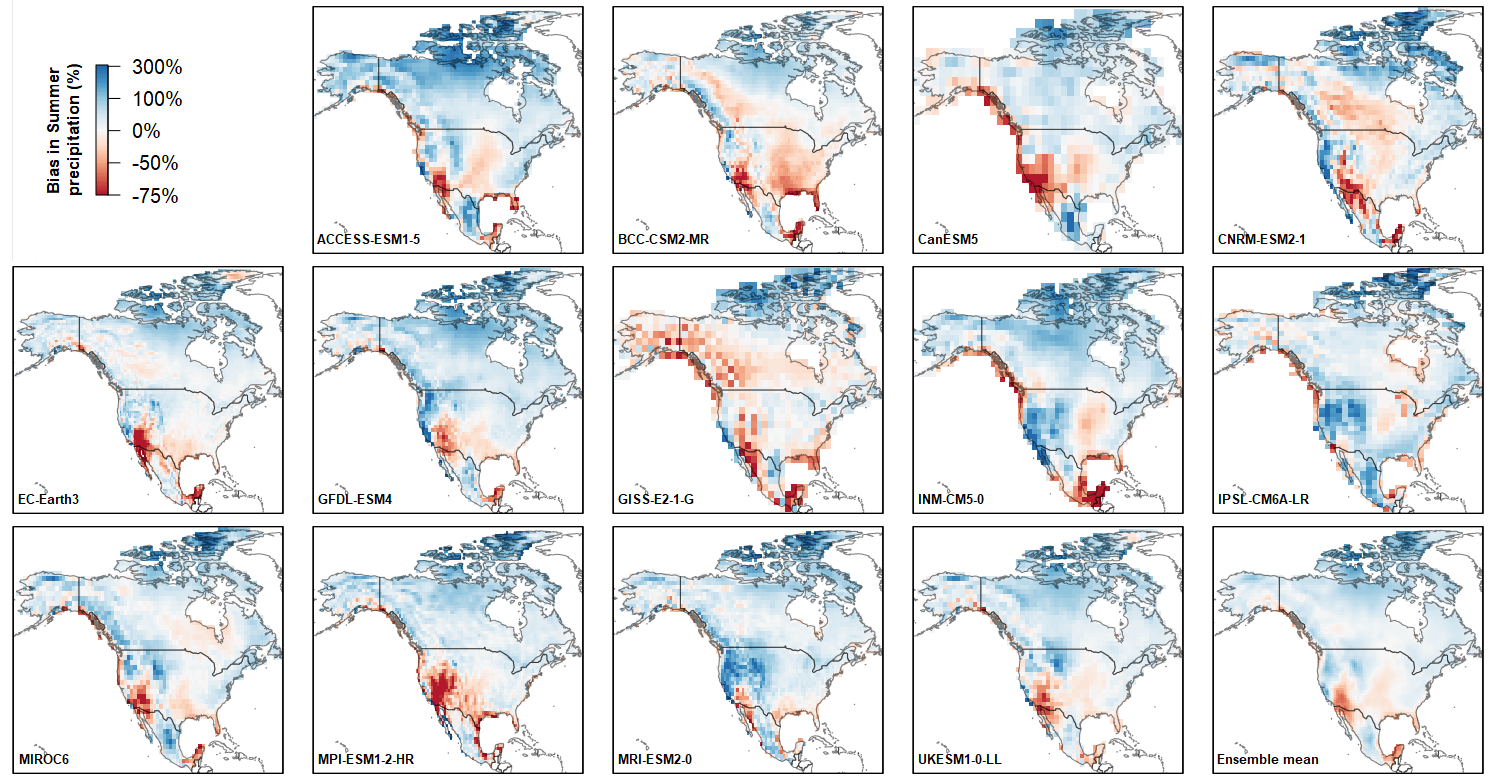 Bias in Summer
precipitation (%)
300%
100%
0%
-50%
-75%
ACCESS-ESM1-5
BCC-CSM2-MR
CanESM5
CNRM-ESM2-1
EC-Earth3
GFDL-ESM4
GISS-E2-1-G
INM-CM5-0
IPSL-CM6A-LR
MIROC6
MPI-ESM1-2-HR
MRI-ESM2-0
UKESM1-0-LL
Ensemble mean